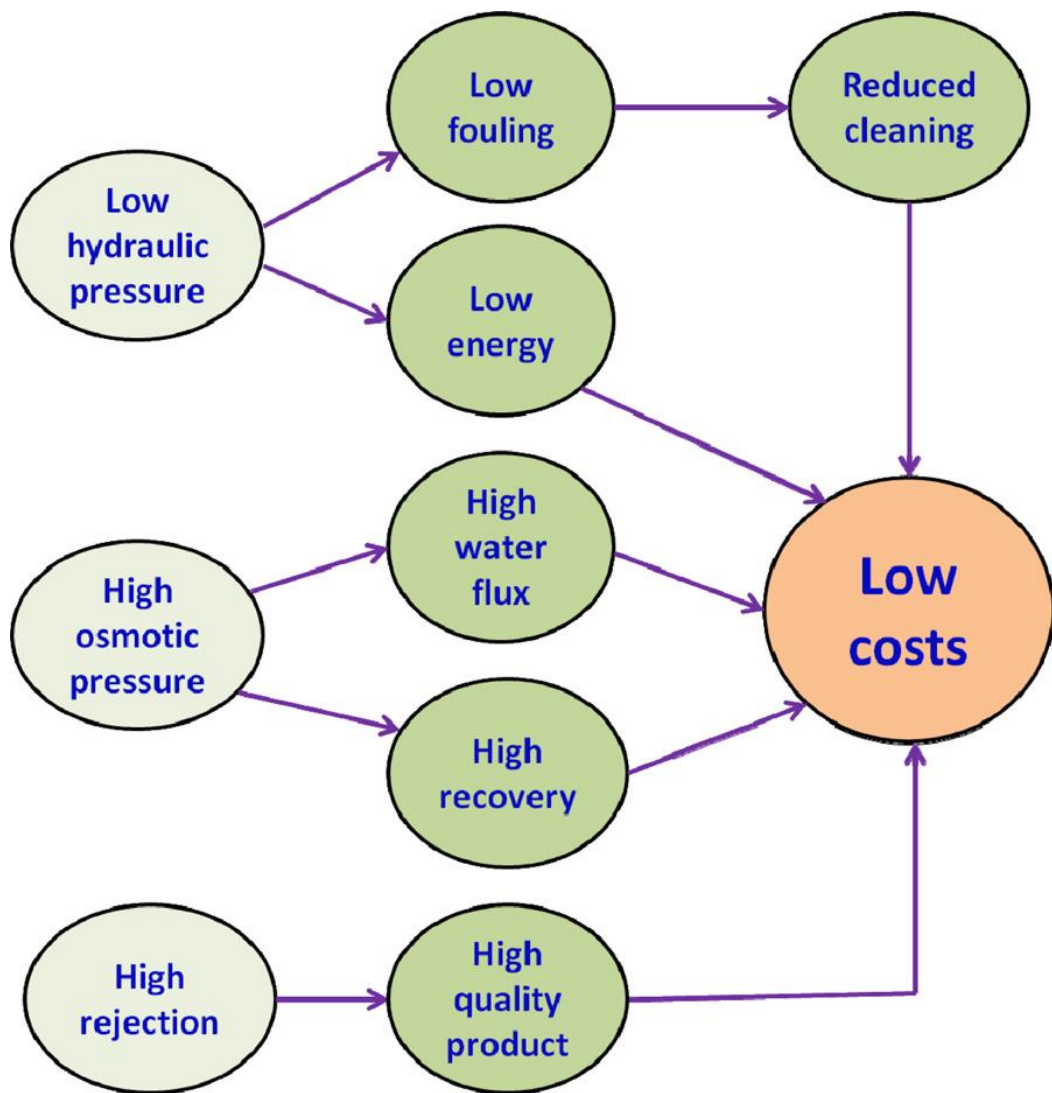 Low
fouling
Reduced
cleaning
Low
hydraulic
pressure
Low
energy
High
water
flux
High
osmotic
pressure
Low
costs
High
recovery
High
rejection
High
quality
product